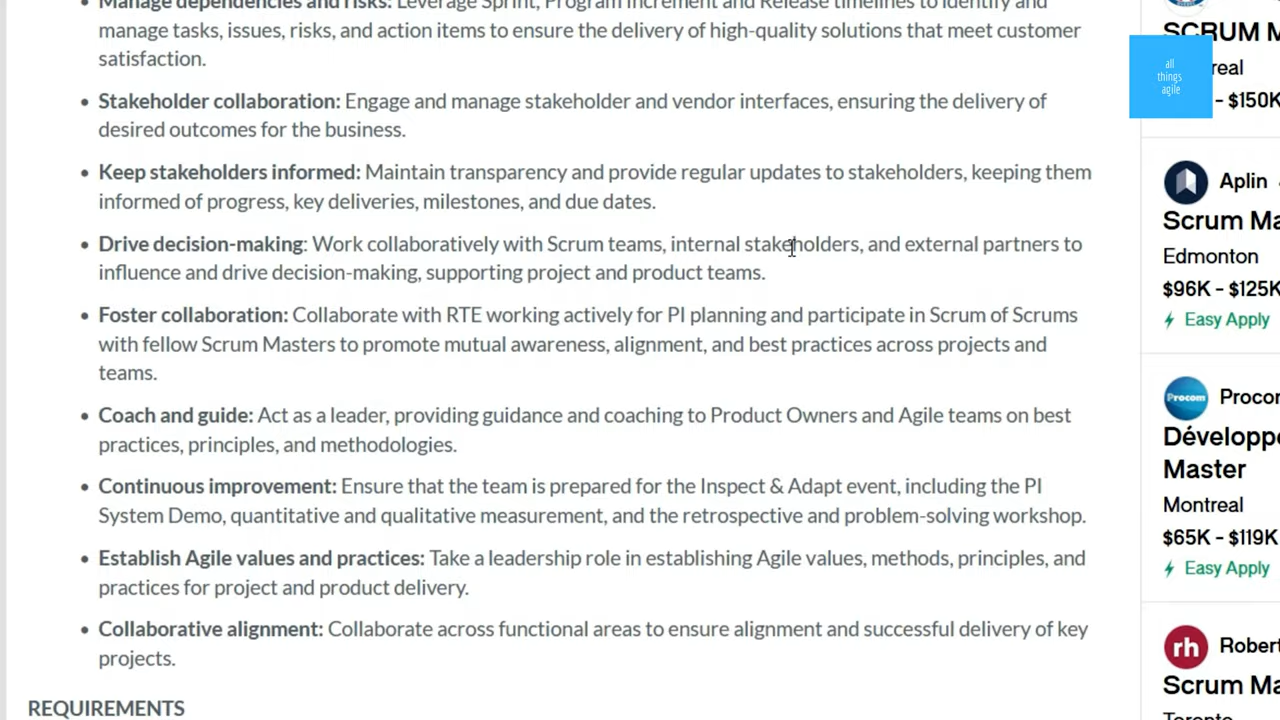 Manage dependencies and risks: Leverage Sprint, Program Increment and Release timelines to identify and
manage tasks, issues, risks, and action items to ensure the delivery of high-quality solutions that meet customer
satisfaction.
Stakeholder collaboration: Engage and manage stakeholder and vendor interfaces, ensuring the delivery of
desired outcomes for the business.
Keep stakeholders informed: Maintain transparency and provide regular updates to stakeholders, keeping them
informed of progress, key deliveries, milestones, and due dates.
Drive decision-making: Work collaboratively with Scrum teams, internal stakeholders, and external partners to
influence and drive decision-making, supporting project and product teams.
Foster collaboration: Collaborate with RTE working actively for PI planning and participate in Scrum of Scrums
with fellow Scrum Masters to promote mutual awareness, alignment, and best practices across projects and
teams.
Coach and guide: Act as a leader, providing guidance and coaching to Product Owners and Agile teams on best
practices, principles, and methodologies.
Continuous improvement: Ensure that the team is prepared for the Inspect & Adapt event, including the PI
System Demo, quantitative and qualitative measurement, and the retrospective and problem-solving workshop.
Establish Agile values and practices: Take a leadership role in establishing Agile values, methods, principles, and
practices for project and product delivery.
Collaborative alignment: Collaborate across functional areas to ensure alignment and successful delivery of key
projects.
REQUIREMENTS
SCRUM M
real
- $150K
all
things
agile
Aplin
Scrum Ma
Edmonton
$96K - $125K
Easy Apply
Procom
Procor
Développe
Master
Montreal
$65K - $119K
Easy Apply
rh
Robert
Scrum Ma
Toronto